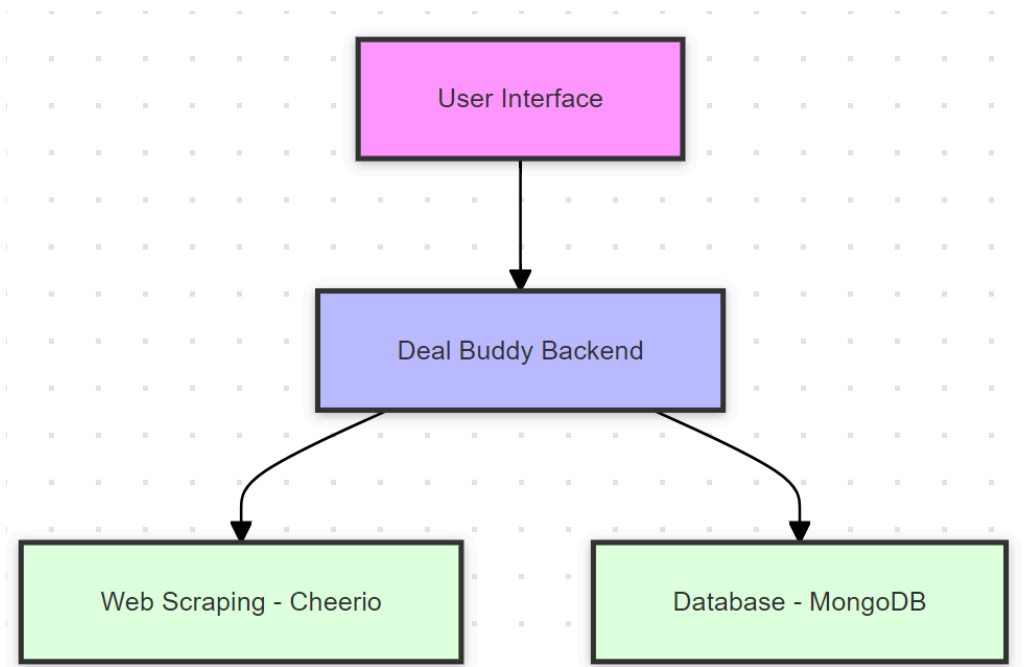 User Interface
Deal Buddy Backend
Web Scraping - Cheerio
Database - MongoDB